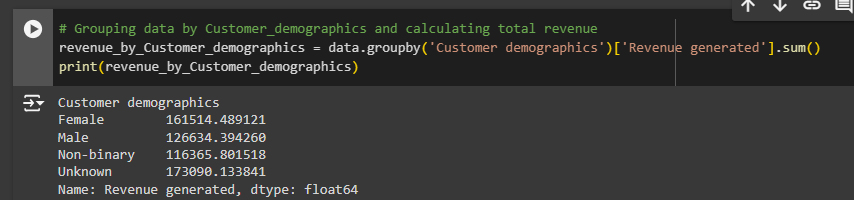 # Grouping data by Customer_demographics and calculating total revenue
revenue_by_Customer_demographics = data.groupby('Customer demographics')['Revenue generated'].sum()
print(revenue_by_Customer_demographics)
Customer demographics
Female        161514.489121
Male          126634.394260
Non-binary    116365.801518
Unknown       173090.133841
Name: Revenue generated, dtype: float64